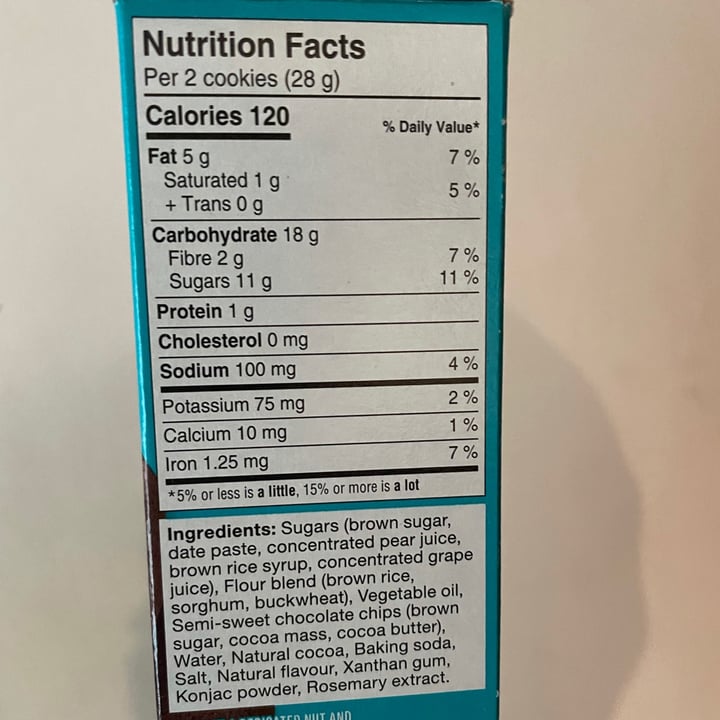 Nutrition Facts
Per 2 cookies (28 g)
Calories 120
% Daily Value*
Fat 5 g 7 %
Saturated 1 g
+ Trans 0 g 5 %
Carbohydrate 18 g
Fibre 2 g 7 %
Sugars 11 g 11 %
Protein 1 g
Cholesterol 0 mg
Sodium 100 mg 4 %
Potassium 75 mg 2 %
Calcium 10 mg 1 %
Iron 1.25 mg 7 %
*5% or less is a little, 15% or more is a lot
Ingredients: Sugars (brown sugar,
date paste, concentrated pear juice,
brown rice syrup, concentrated grape
juice), Flour blend (brown rice,
sorghum, buckwheat), Vegetable oil,
Semi-sweet chocolate chips (brown
sugar, cocoa mass, cocoa butter),
Water, Natural cocoa, Baking soda,
Salt, Natural flavour, Xanthan gum,
Konjac powder, Rosemary extract.
DEDICATED NUT AND